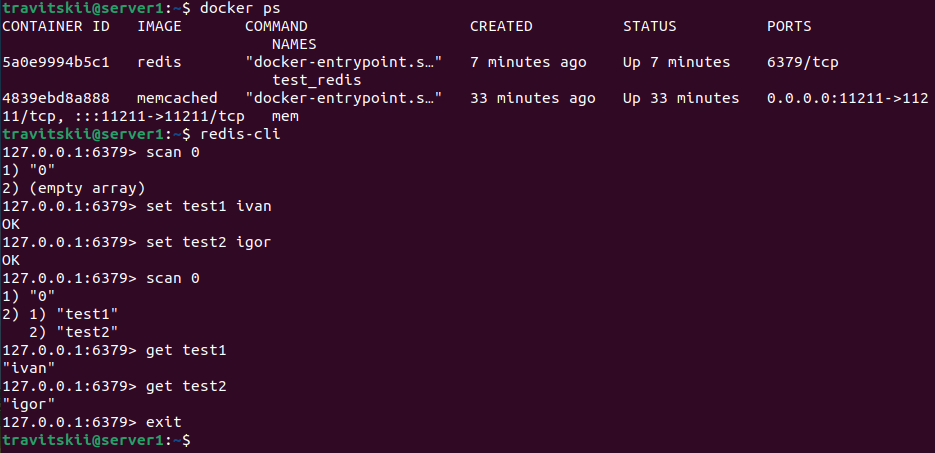 travitskii@server1:~$ docker ps
CONTAINER ID   IMAGE       COMMAND                  CREATED          STATUS          PORTS
                              NAMES
5a0e9994b5c1   redis       "docker-entrypoint.s…"   7 minutes ago    Up 7 minutes    6379/tcp
                              test_redis
4839ebd8a888   memcached   "docker-entrypoint.s…"   33 minutes ago   Up 33 minutes   0.0.0.0:11211->112
11/tcp, :::11211->11211/tcp   mem
travitskii@server1:~$ redis-cli
127.0.0.1:6379> scan 0
1) "0"
2) (empty array)
127.0.0.1:6379> set test1 ivan
OK
127.0.0.1:6379> set test2 igor
OK
127.0.0.1:6379> scan 0
1) "0"
2) 1) "test1"
   2) "test2"
127.0.0.1:6379> get test1
"ivan"
127.0.0.1:6379> get test2
"igor"
127.0.0.1:6379> exit
travitskii@server1:~$